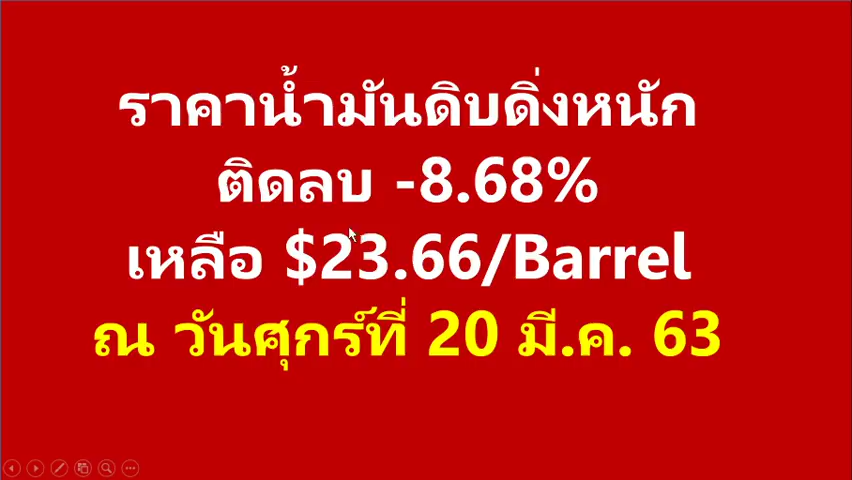 ราคาน้ำมันดิบดิ่งหนัก
ติดลบ -8.68%
เหลือ $23.66/Barrel
ณ วันศุกร์ที่ 20 มี.ค. 63